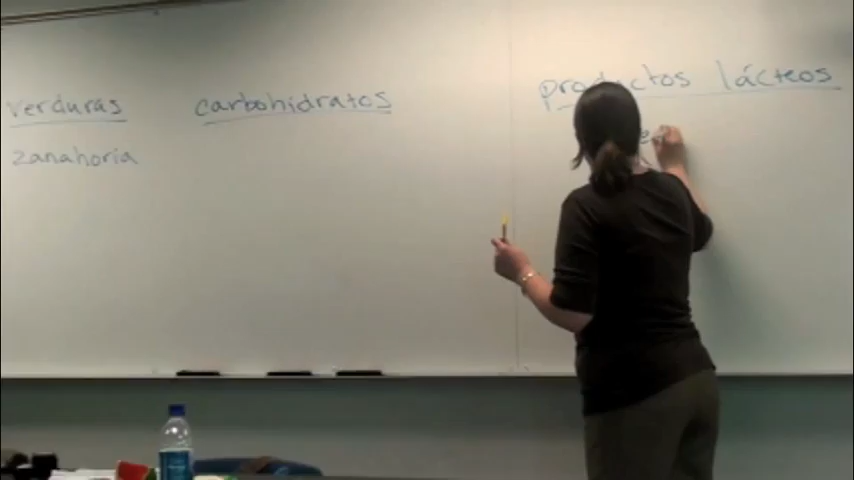 verduras
zanahoria
carbohidratos
productos lácteos